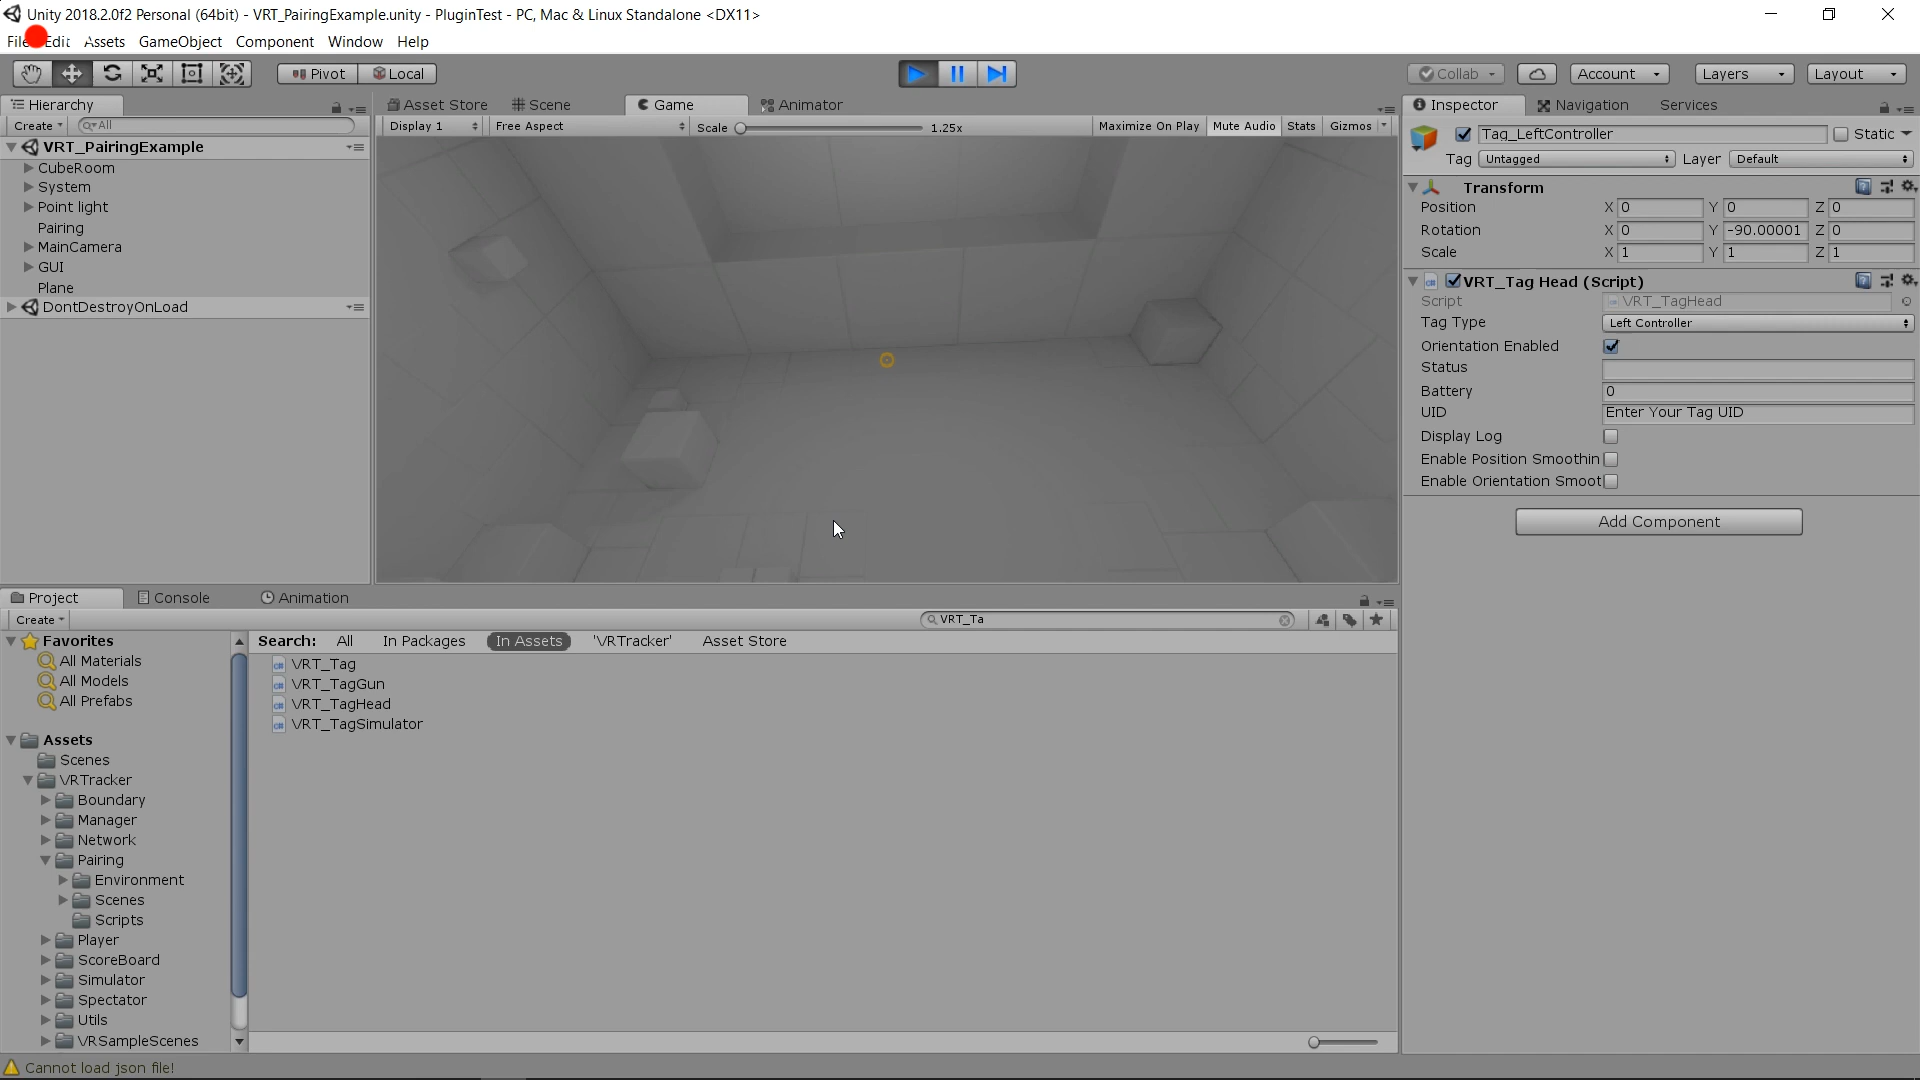 Unity 2018.2.0f2 Personal (64bit) - VRT_PairingExample.unity - PluginTest - PC, Mac & Linux Standalone <DX11>
Edit Assets GameObject Component Window Help
Pivot Local Collab Account Layers Layout
Hierarchy
Create All
VRT_PairingExample
CubeRoom
System
Point light
Pairing
MainCamera
GUI
Plane
DontDestroyOnLoad
Asset Store Scene Game Animator
Display 1 Free Aspect Scale 1.25x Maximize On Play Mute Audio Stats Gizmos
Inspector Navigation Services
Tag_LeftController Static
Tag Untagged Layer Default
Transform
Position X 0 Y 0 Z 0
Rotation X 0 Y -90.00001 Z 0
Scale X 1 Y 1 Z 1
VRT_Tag Head (Script)
Script VRT_TagHead
Tag Type Left Controller
Orientation Enabled
Status
Battery 0
UID Enter Your Tag UID
Display Log
Enable Position Smoothin
Enable Orientation Smoot
Add Component
Project Console Animation
Create VRT_Ta
Favorites
All Materials
All Models
All Prefabs
Assets
Scenes
VRTracker
Boundary
Manager
Network
Pairing
Environment
Scenes
Scripts
Player
ScoreBoard
Simulator
Spectator
Utils
VRSampleScenes
Search: All In Packages In Assets 'VRTracker' Asset Store
VRT_Tag
VRT_TagGun
VRT_TagHead
VRT_TagSimulator
Cannot load json file!